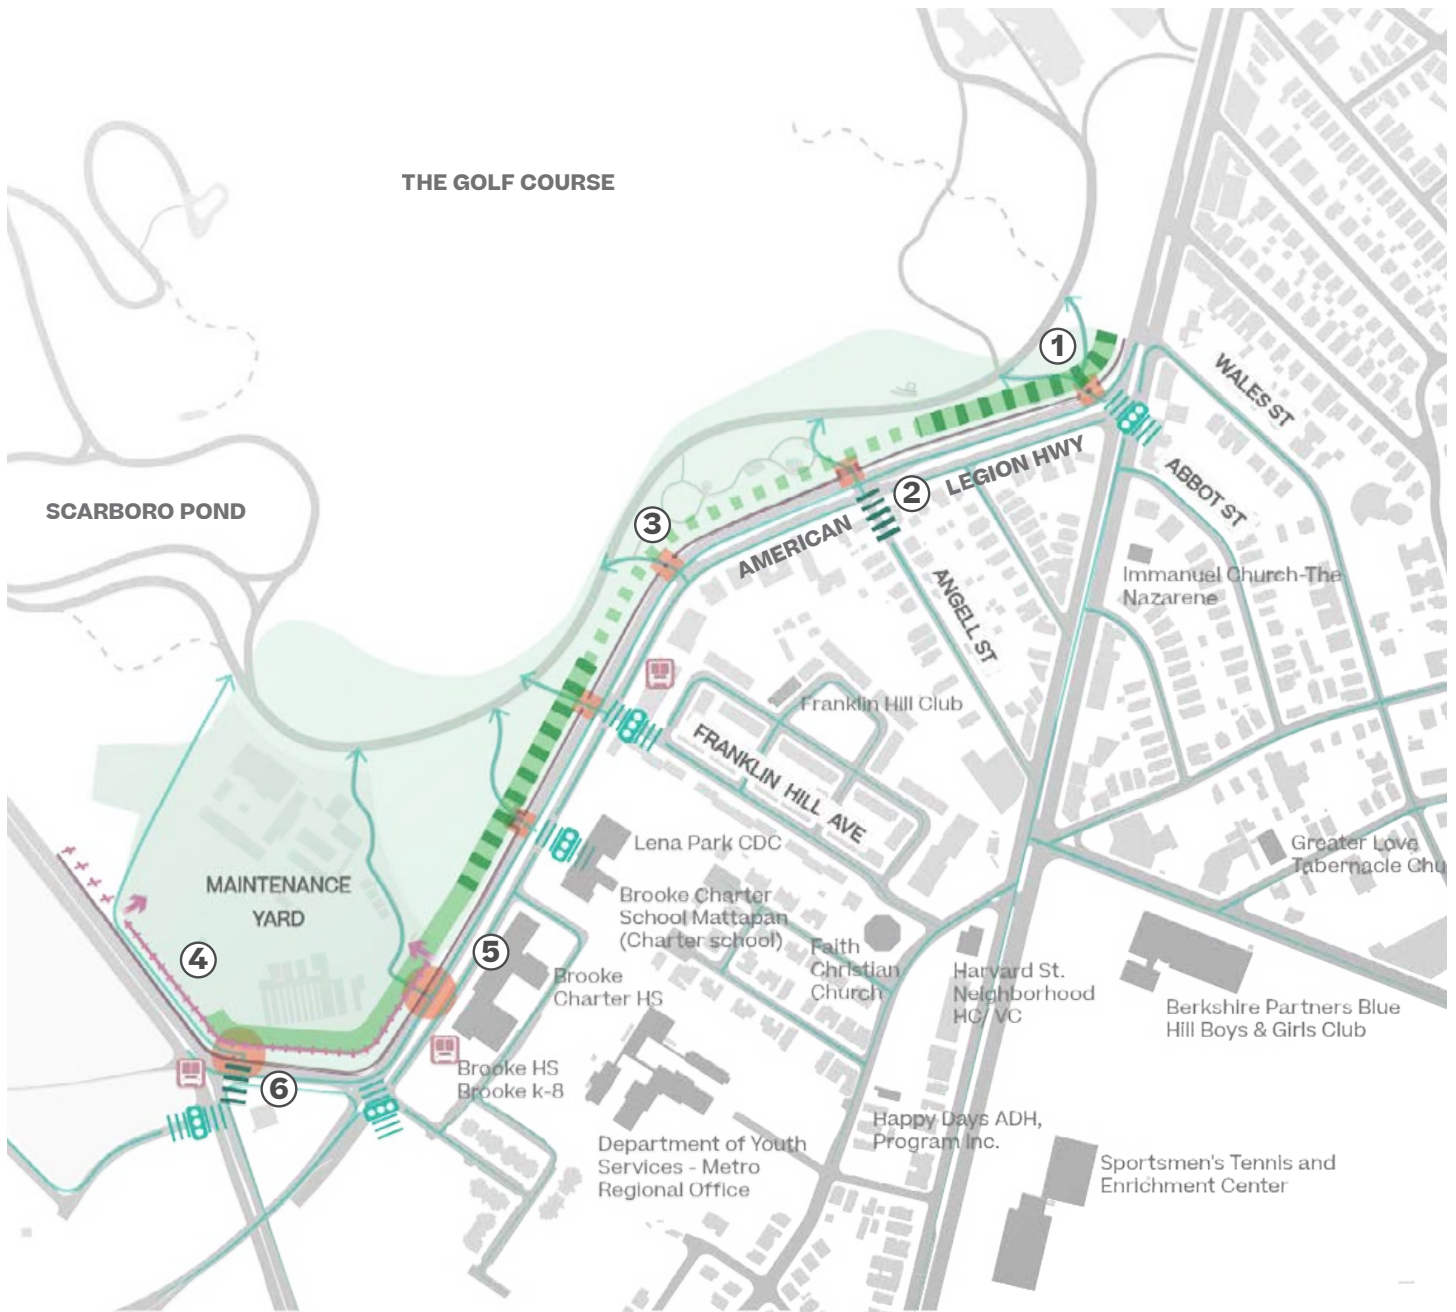 THE GOLF COURSE
1
WALES ST
SCARBORO POND
2
LEGION HWY
ABBOT ST
3
AMERICAN
Immanuel Church-The
Nazarene
ANGELL ST
Franklin Hill Club
FRANKLIN HILL AVE
Lena Park CDC
Greater Love
Tabernacle Chu
MAINTENANCE
YARD
Brooke Charter
School Mattapan
(Charter school)
4
5
Faith
Christian
Church
Brooke
Charter HS
Harvard St.
Neighborhood
HC/ VC
Berkshire Partners Blue
Hill Boys & Girls Club
6
Brooke HS
Brooke k-8
Happy Days ADH,
Program Inc.
Department of Youth
Services - Metro
Regional Office
Sportsmen's Tennis and
Enrichment Center